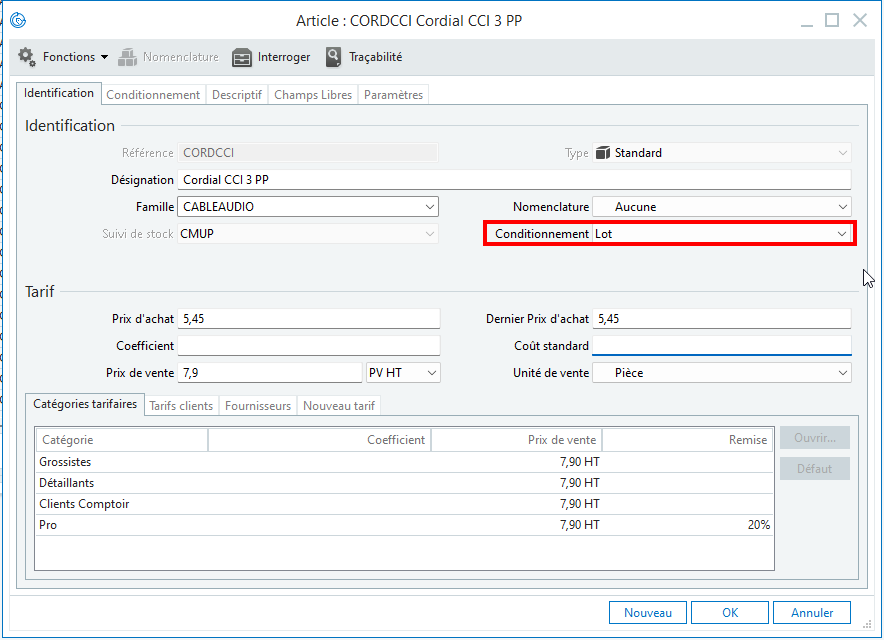 Article : CORDCCI Cordial CCI 3 PP
Fonctions Nomenclature Interroger Traçabilité
Identification Conditionnement Descriptif Champs Libres Paramètres
Identification
Référence CORDCCI Type Standard
Désignation Cordial CCI 3 PP
Famille CABLEAUDIO Nomenclature Aucune
Suivi de stock CMUP Conditionnement Lot
Tarif
Prix d'achat 5,45 Dernier Prix d'achat 5,45
Coefficient Coût standard
Prix de vente 7,9 PV HT Unité de vente Pièce
Catégories tarifaires Tarifs clients Fournisseurs Nouveau tarif
Catégorie Coefficient Prix de vente Remise Ouvrir...
Grossistes 7,90 HT Défaut
Détaillants 7,90 HT
Clients Comptoir 7,90 HT
Pro 7,90 HT 20%
Nouveau OK Annuler